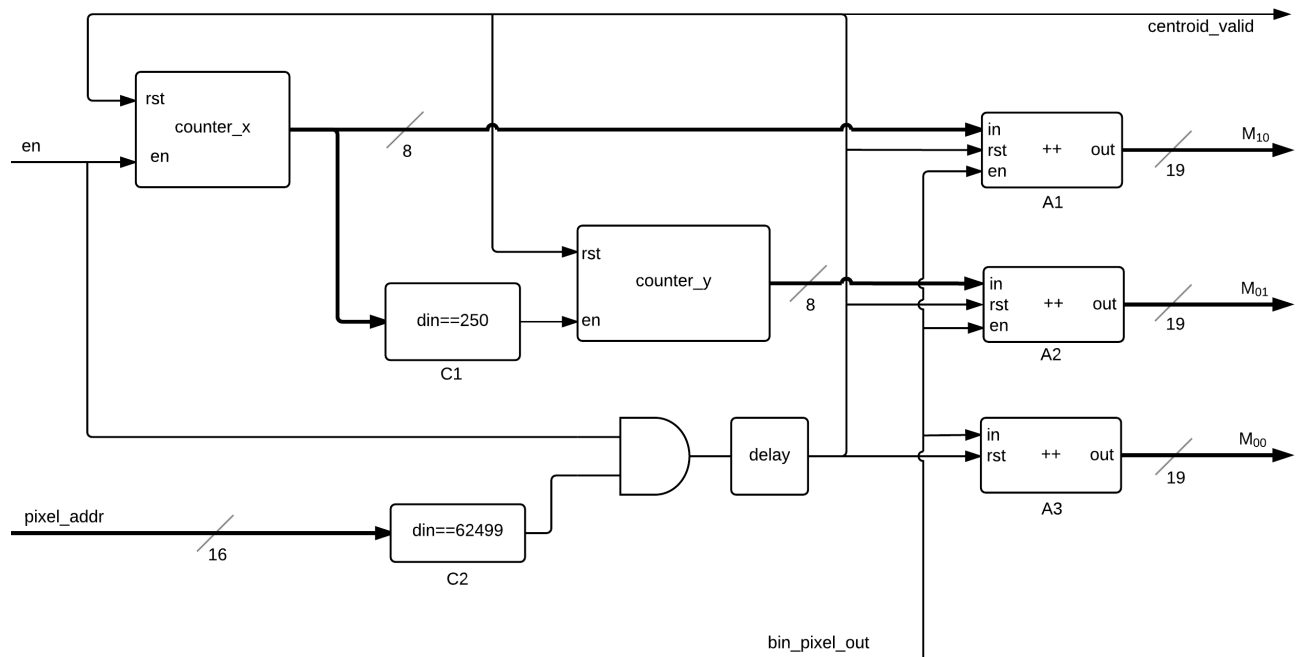 centroid_valid
rst
counter_x
en
en
8
in
rst
++
out
en
A1
M10
19
rst
counter_y
en
8
din==250
C1
in
rst
++
out
en
A2
M01
19
delay
in
rst
++
out
A3
M00
19
pixel_addr
16
din==62499
C2
bin_pixel_out